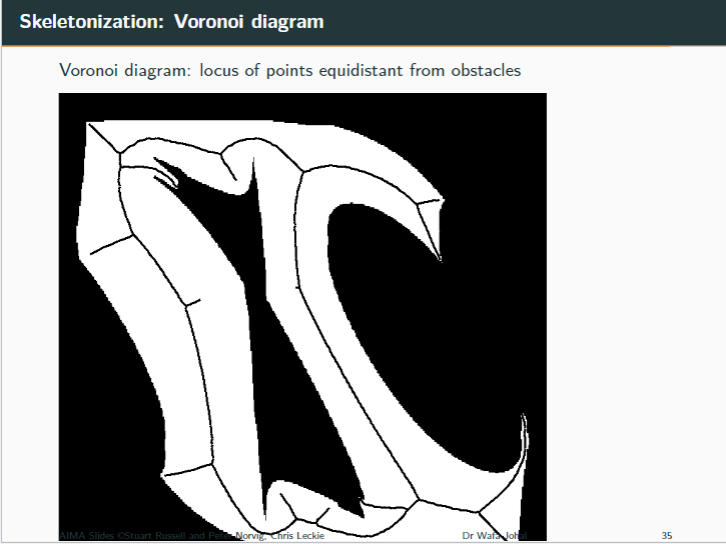 Skeletonization: Voronoi diagram
Voronoi diagram: locus of points equidistant from obstacles
AIMA Slides ©Stuart Russell and Peter Norvig, Chris Leckie
Dr Wafa Johal
35